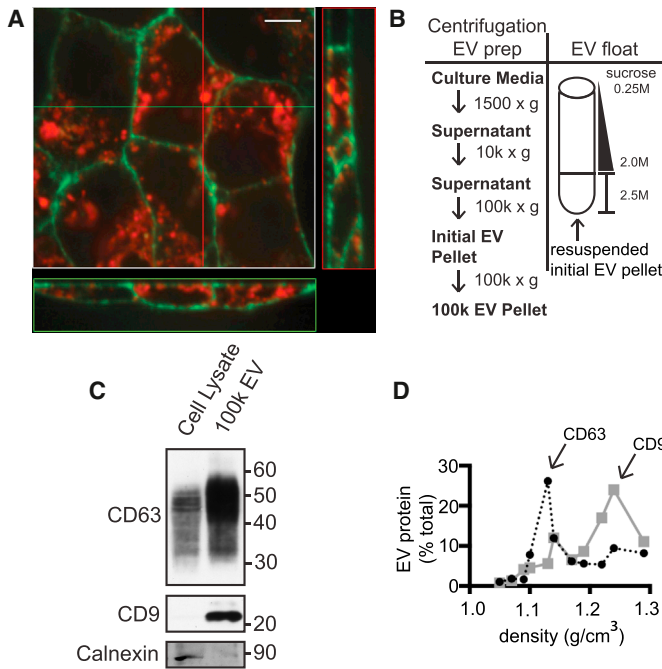 A
B
Centrifugation
EV prep
EV float
Culture Media
1500 x g
Supernatant
10k x g
Supernatant
100k x g
Initial EV
Pellet
100k x g
100k EV Pellet
sucrose
0.25M
2.0M
2.5M
resuspended
initial EV pellet
C
Cell Lysate
100k EV
CD63
60
50
40
30
CD9
20
Calnexin
90
D
CD63
CD9
EV protein
(% total)
30
20
10
0
1.0
1.1
1.2
1.3
density (g/cm³)